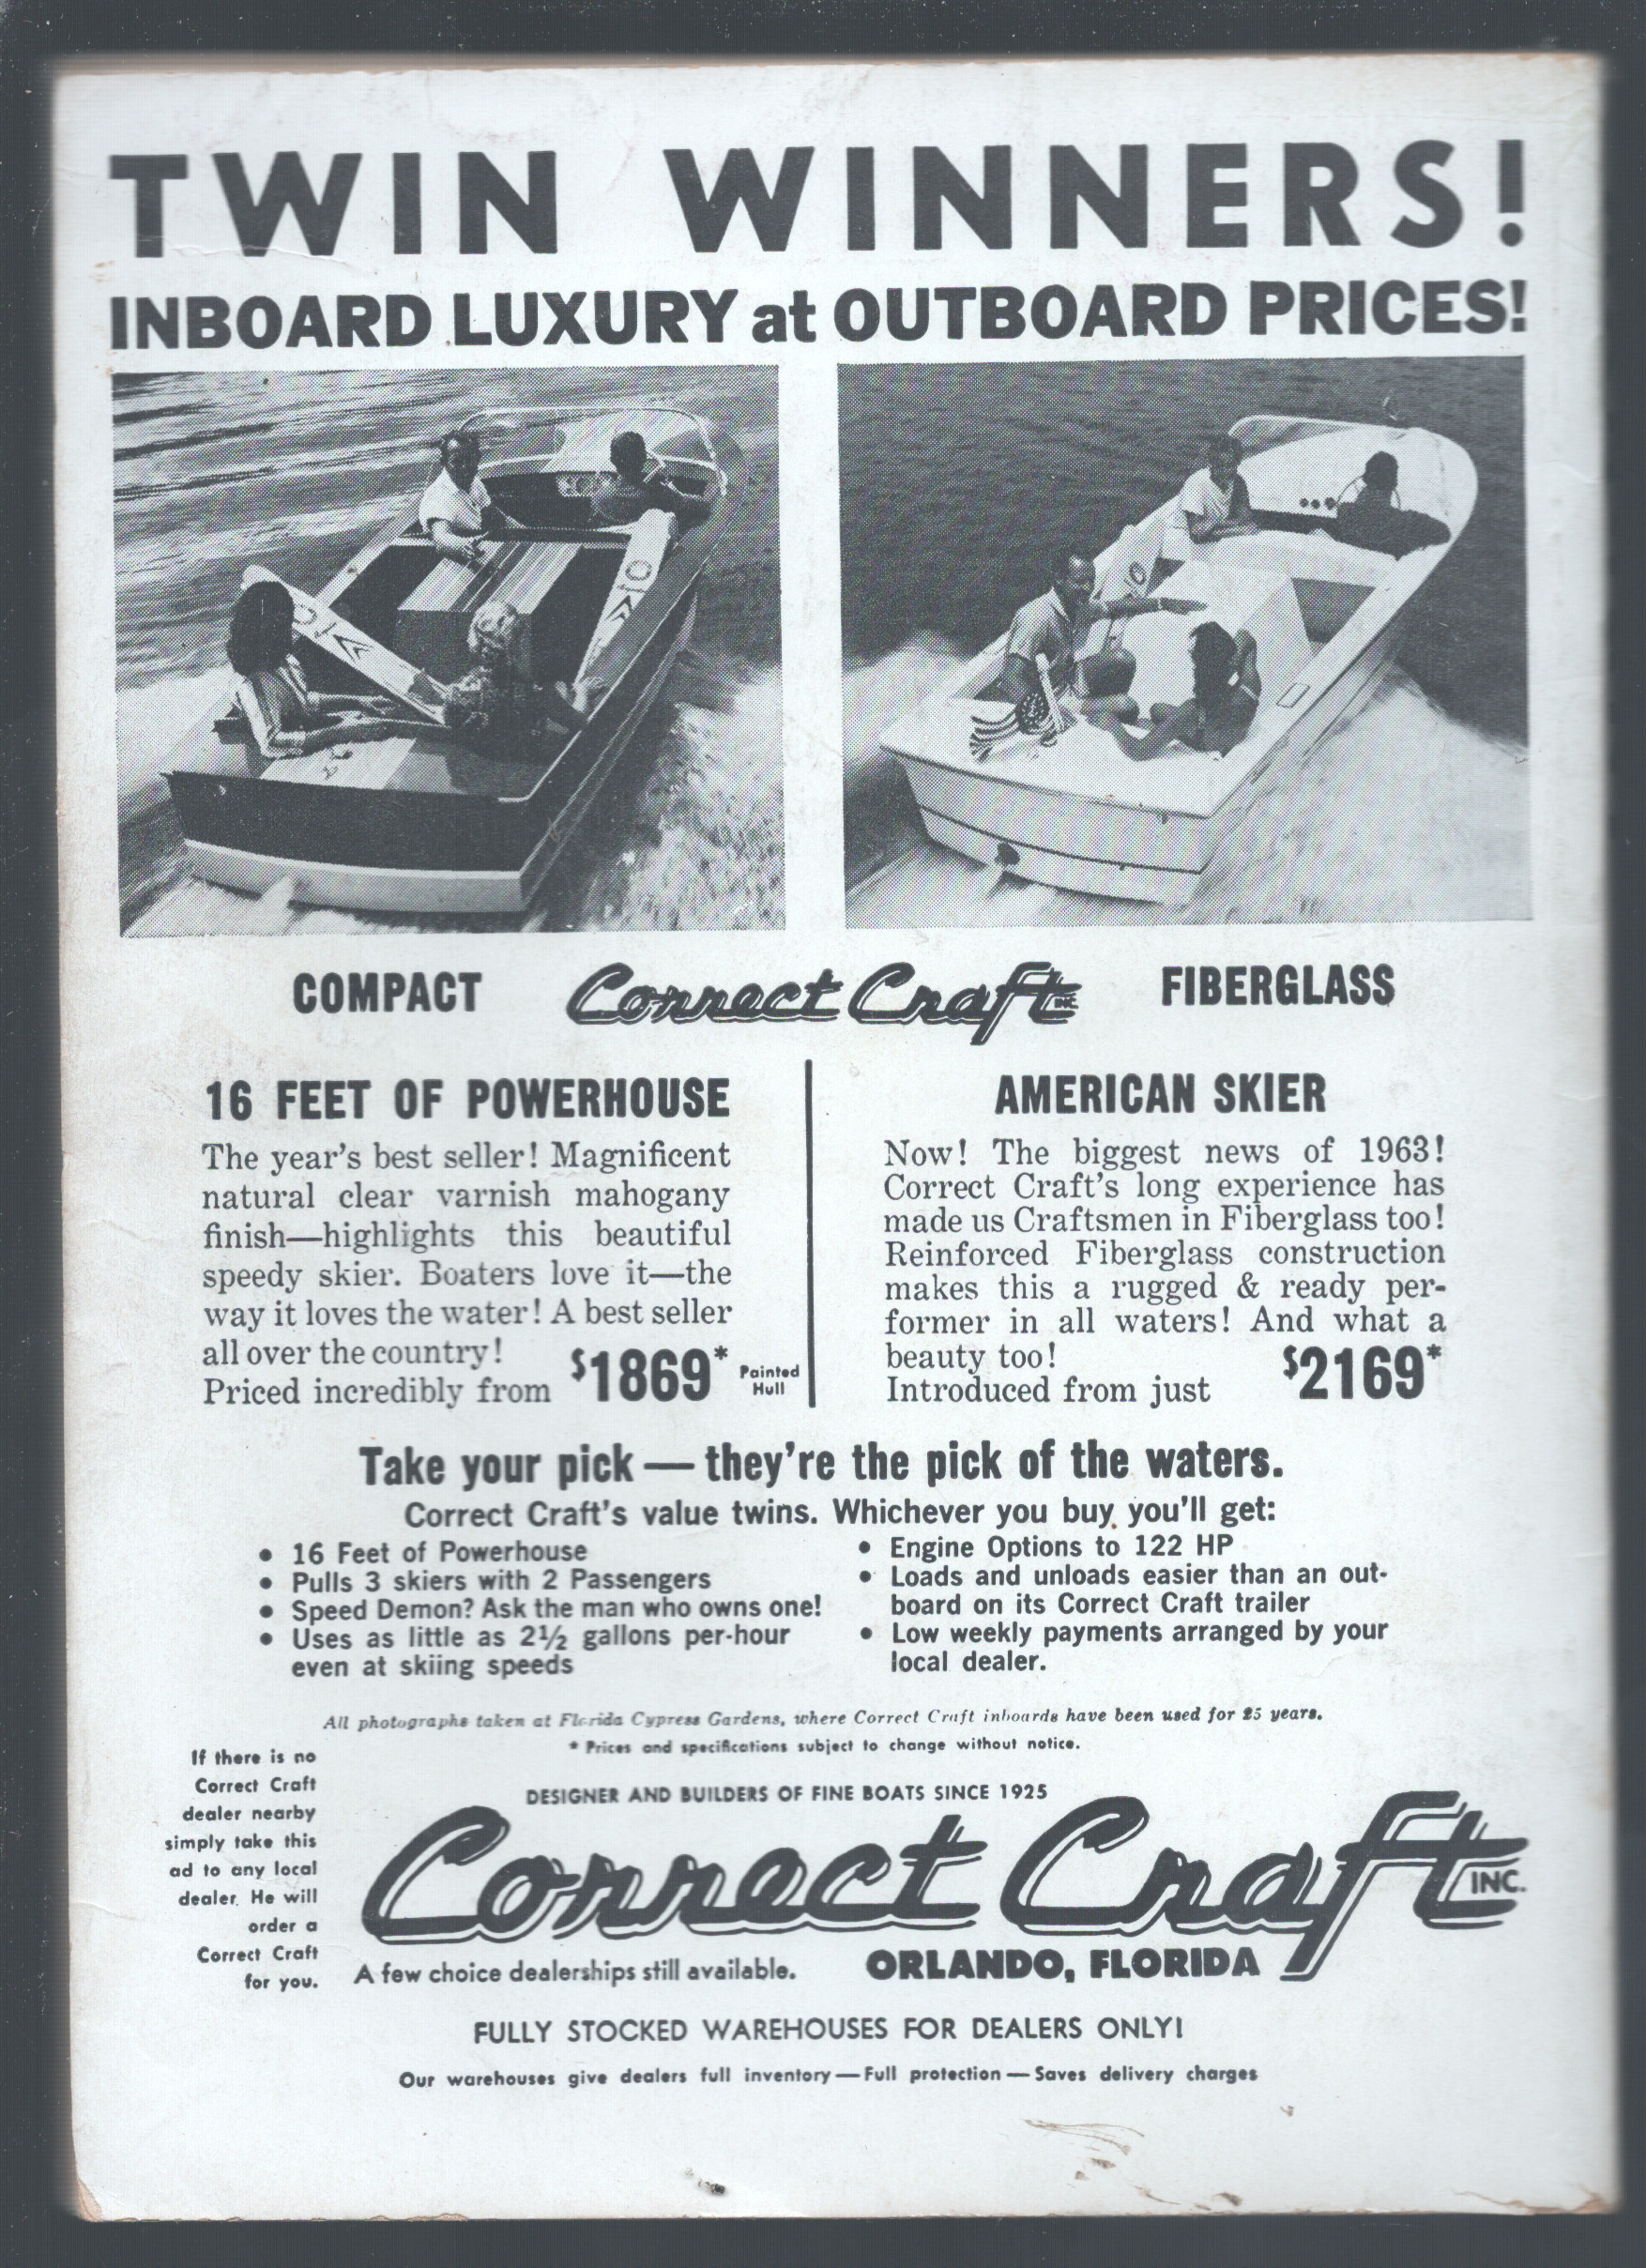 TWIN WINNERS!
INBOARD LUXURY at OUTBOARD PRICES!
COMPACT
Correct Craft INC.
FIBERGLASS
16 FEET OF POWERHOUSE
The year's best seller! Magnificent
natural clear varnish mahogany
finish—highlights this beautiful
speedy skier. Boaters love it—the
way it loves the water! A best seller
all over the country!
Priced incredibly from $1869* Painted
Hull
AMERICAN SKIER
Now! The biggest news of 1963!
Correct Craft's long experience has
made us Craftsmen in Fiberglass too!
Reinforced Fiberglass construction
makes this a rugged & ready per-
former in all waters! And what a
beauty too!
Introduced from just $2169*
Take your pick — they're the pick of the waters.
Correct Craft's value twins. Whichever you buy you'll get:
• 16 Feet of Powerhouse
• Pulls 3 skiers with 2 Passengers
• Speed Demon? Ask the man who owns one!
• Uses as little as 2½ gallons per-hour
even at skiing speeds
• Engine Options to 122 HP
• Loads and unloads easier than an out-
board on its Correct Craft trailer
• Low weekly payments arranged by your
local dealer.
All photographs taken at Florida Cypress Gardens, where Correct Craft inboards have been used for 25 years.
* Prices and specifications subject to change without notice.
If there is no
Correct Craft
dealer nearby
simply take this
ad to any local
dealer. He will
order a
Correct Craft
for you.
DESIGNER AND BUILDERS OF FINE BOATS SINCE 1925
Correct Craft INC.
A few choice dealerships still available.
ORLANDO, FLORIDA
FULLY STOCKED WAREHOUSES FOR DEALERS ONLY!
Our warehouses give dealers full inventory — Full protection — Saves delivery charges